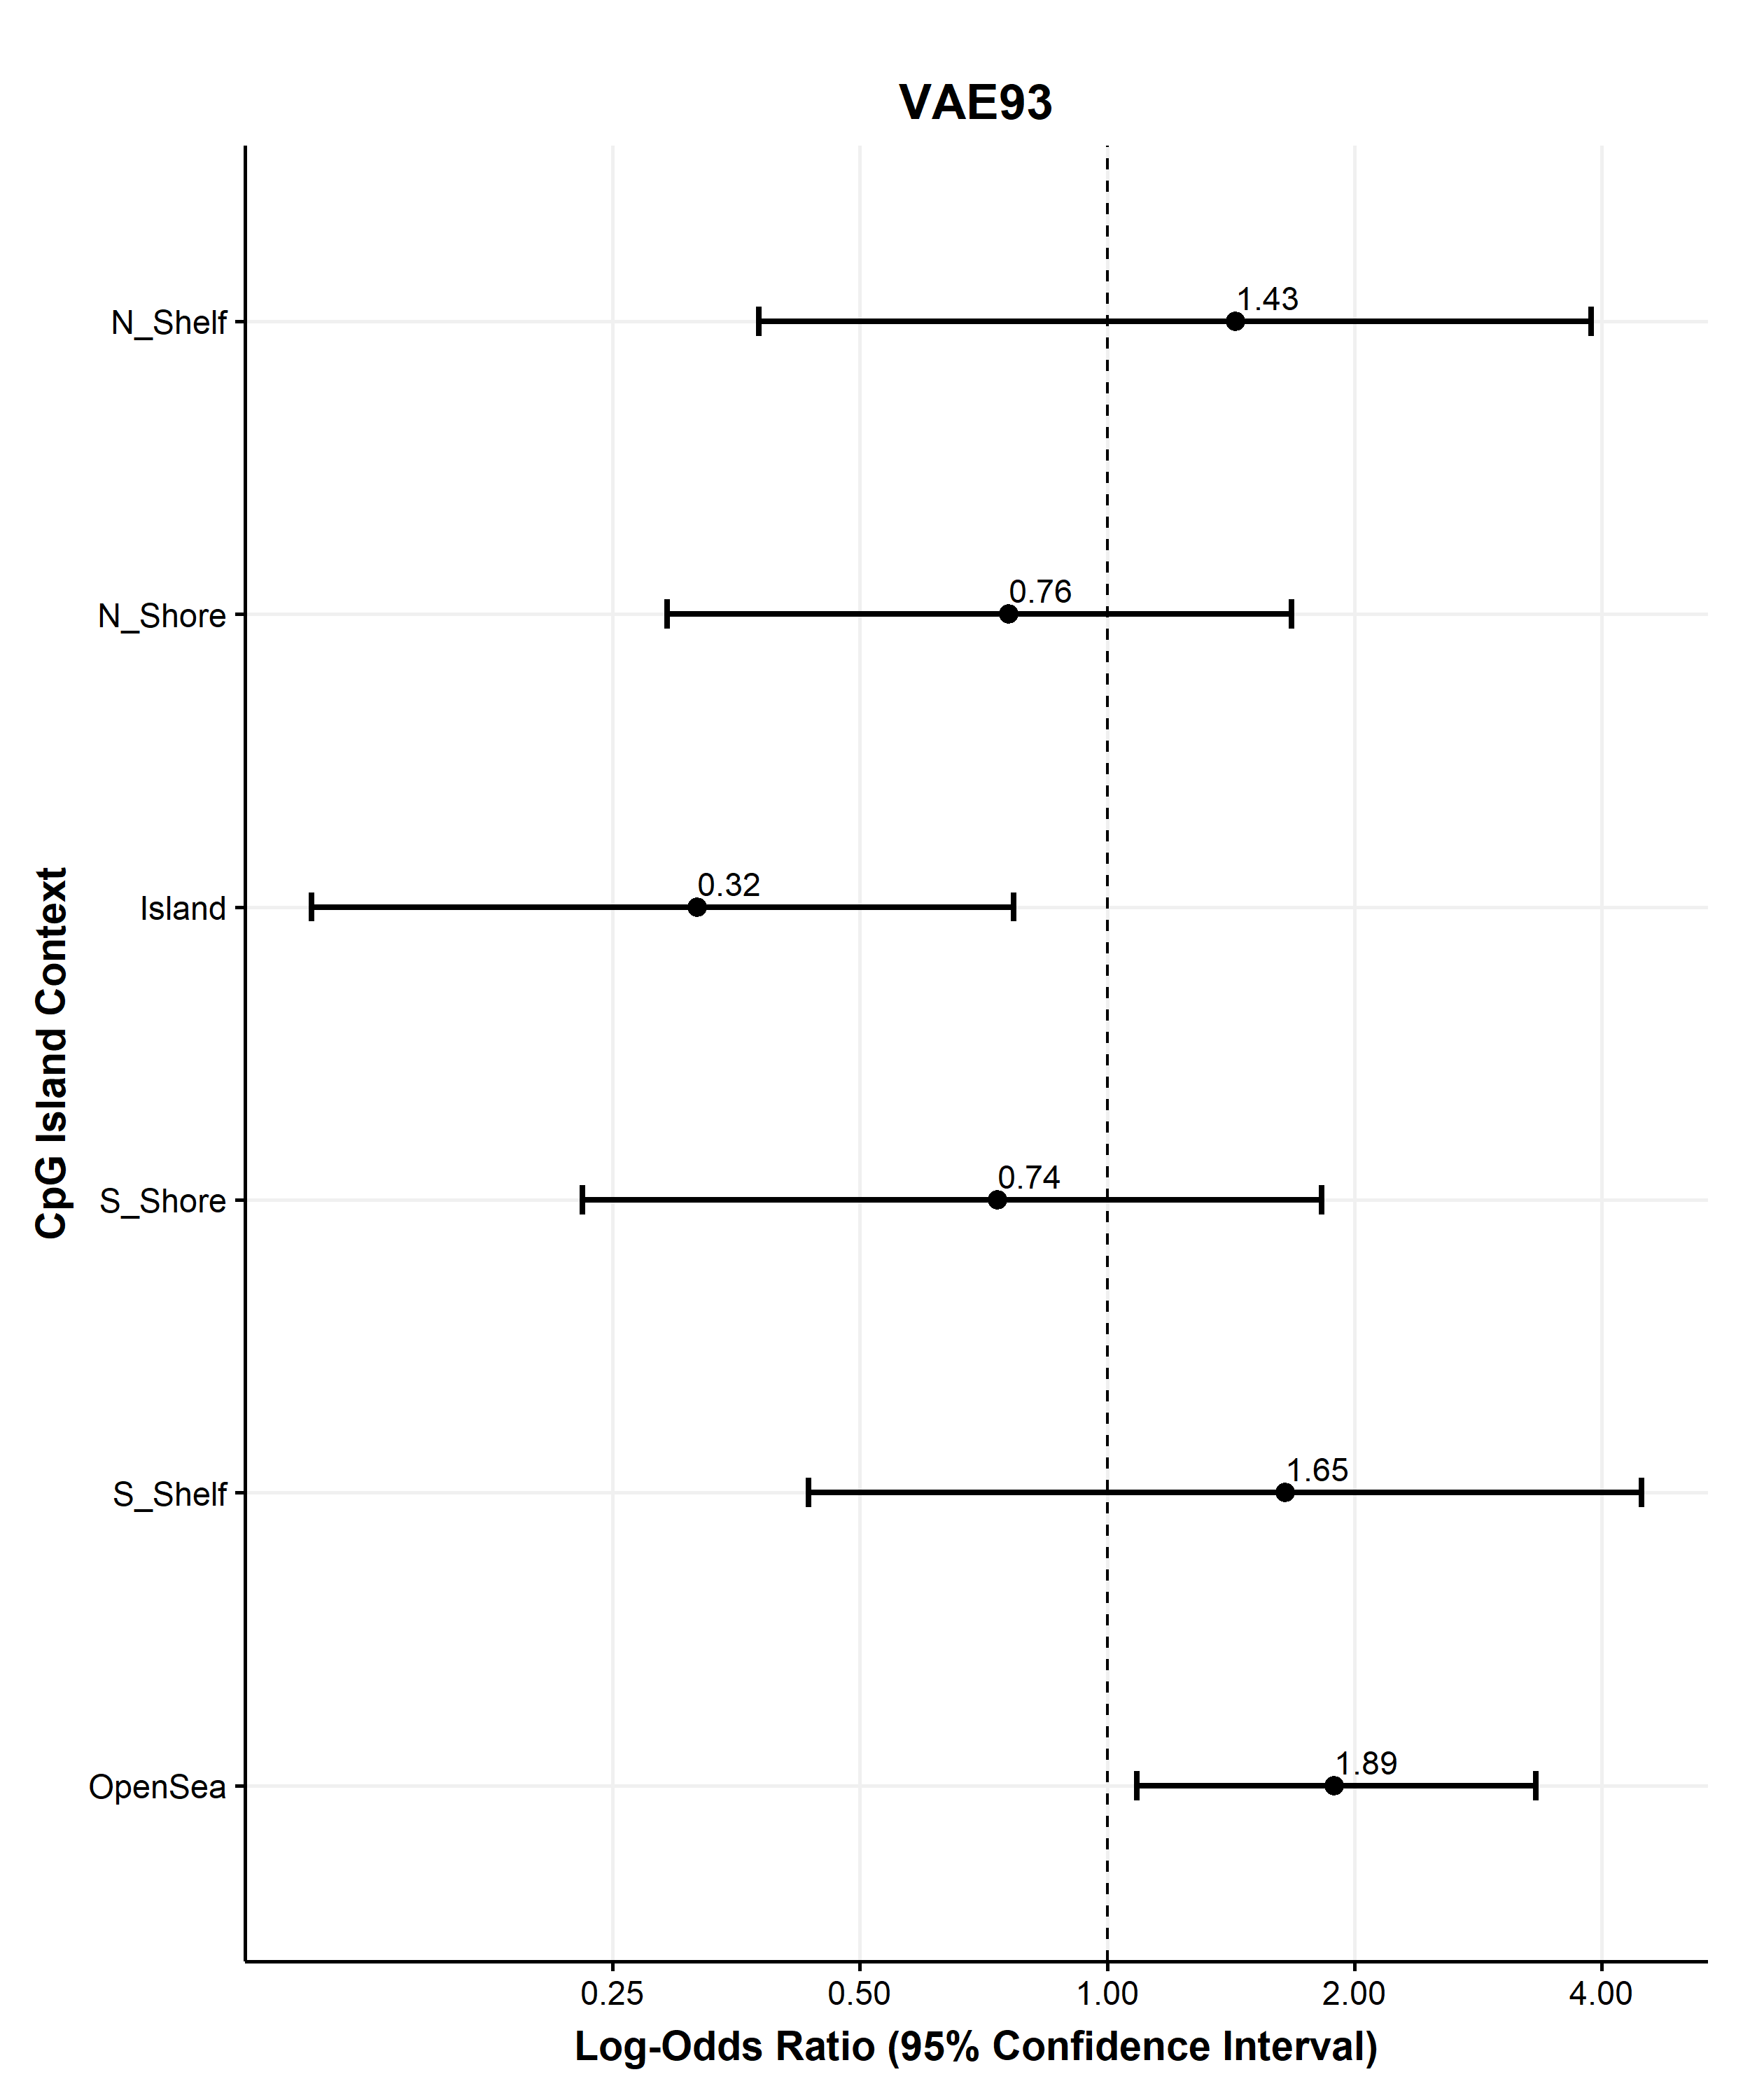 VAE93
CpG Island Context
N_Shelf
1.43
N_Shore
0.76
Island
0.32
S_Shore
0.74
S_Shelf
1.65
OpenSea
1.89
0.25 0.50 1.00 2.00 4.00
Log-Odds Ratio (95% Confidence Interval)